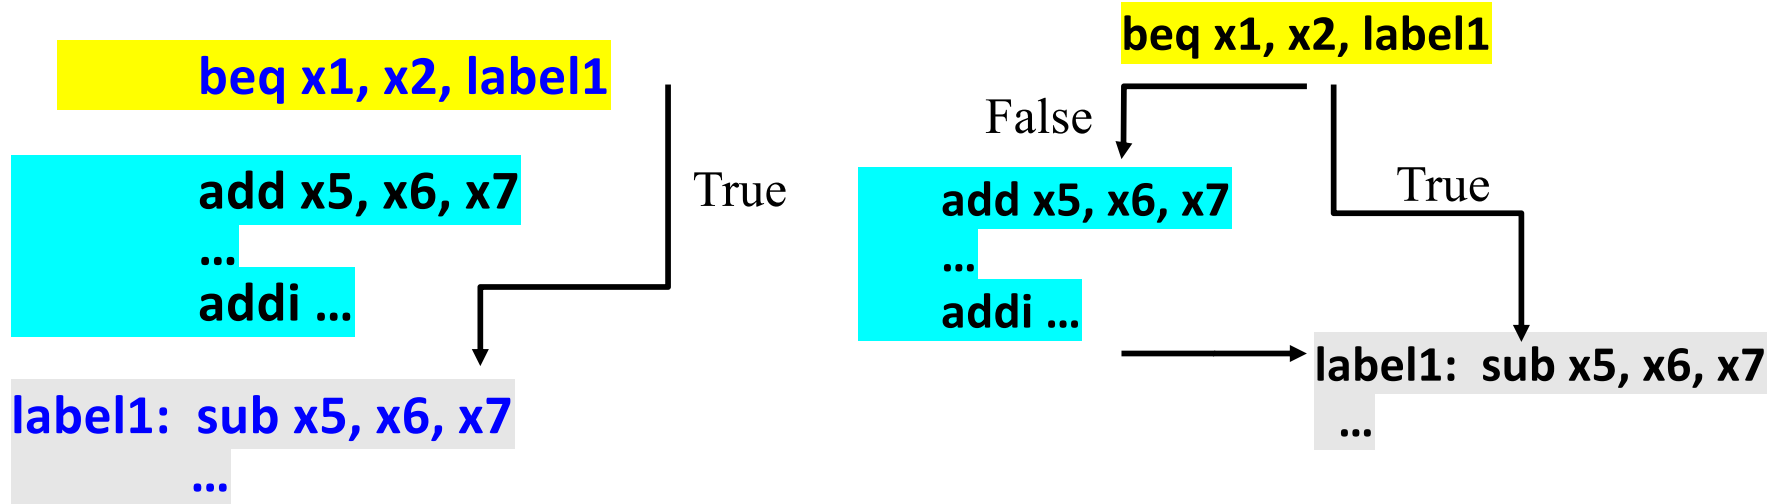 beq x1, x2, label1
add x5, x6, x7
...
addi ...
True
label1: sub x5, x6, x7
...
beq x1, x2, label1
False
True
add x5, x6, x7
...
addi ...
label1: sub x5, x6, x7
...